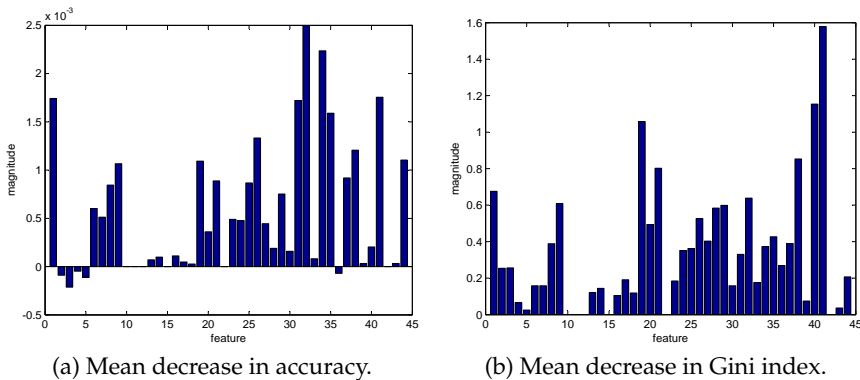 x 10⁻³
2.5
2
1.5
1
0.5
0
-0.5
magnitude
0 5 10 15 20 25 30 35 40 45
feature
(a) Mean decrease in accuracy.
1.6
1.4
1.2
1
0.8
0.6
0.4
0.2
0
magnitude
0 5 10 15 20 25 30 35 40 45
feature
(b) Mean decrease in Gini index.